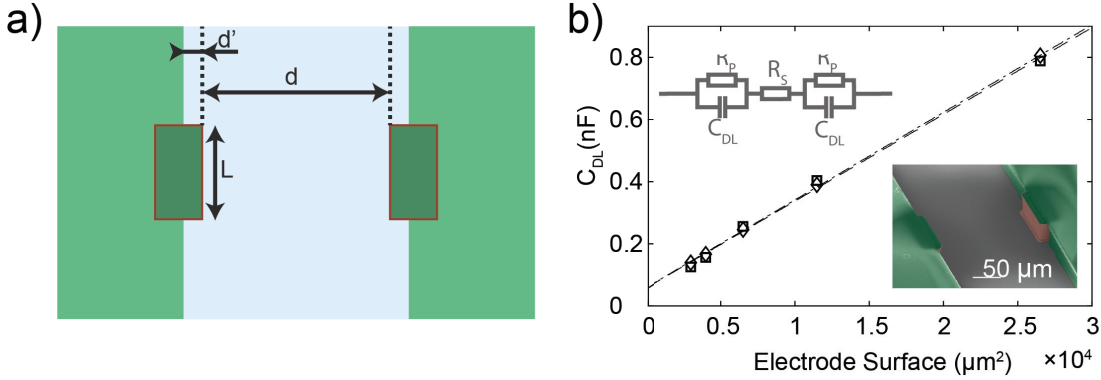 a)
d'
d
L
b)
0.8
0.6
0.4
0.2
0
C_DL(nF)
R_P
R_S
R_P
C_DL
C_DL
50 µm
0
0.5
1
1.5
2
2.5
3
Electrode Surface (µm²)
×10⁴